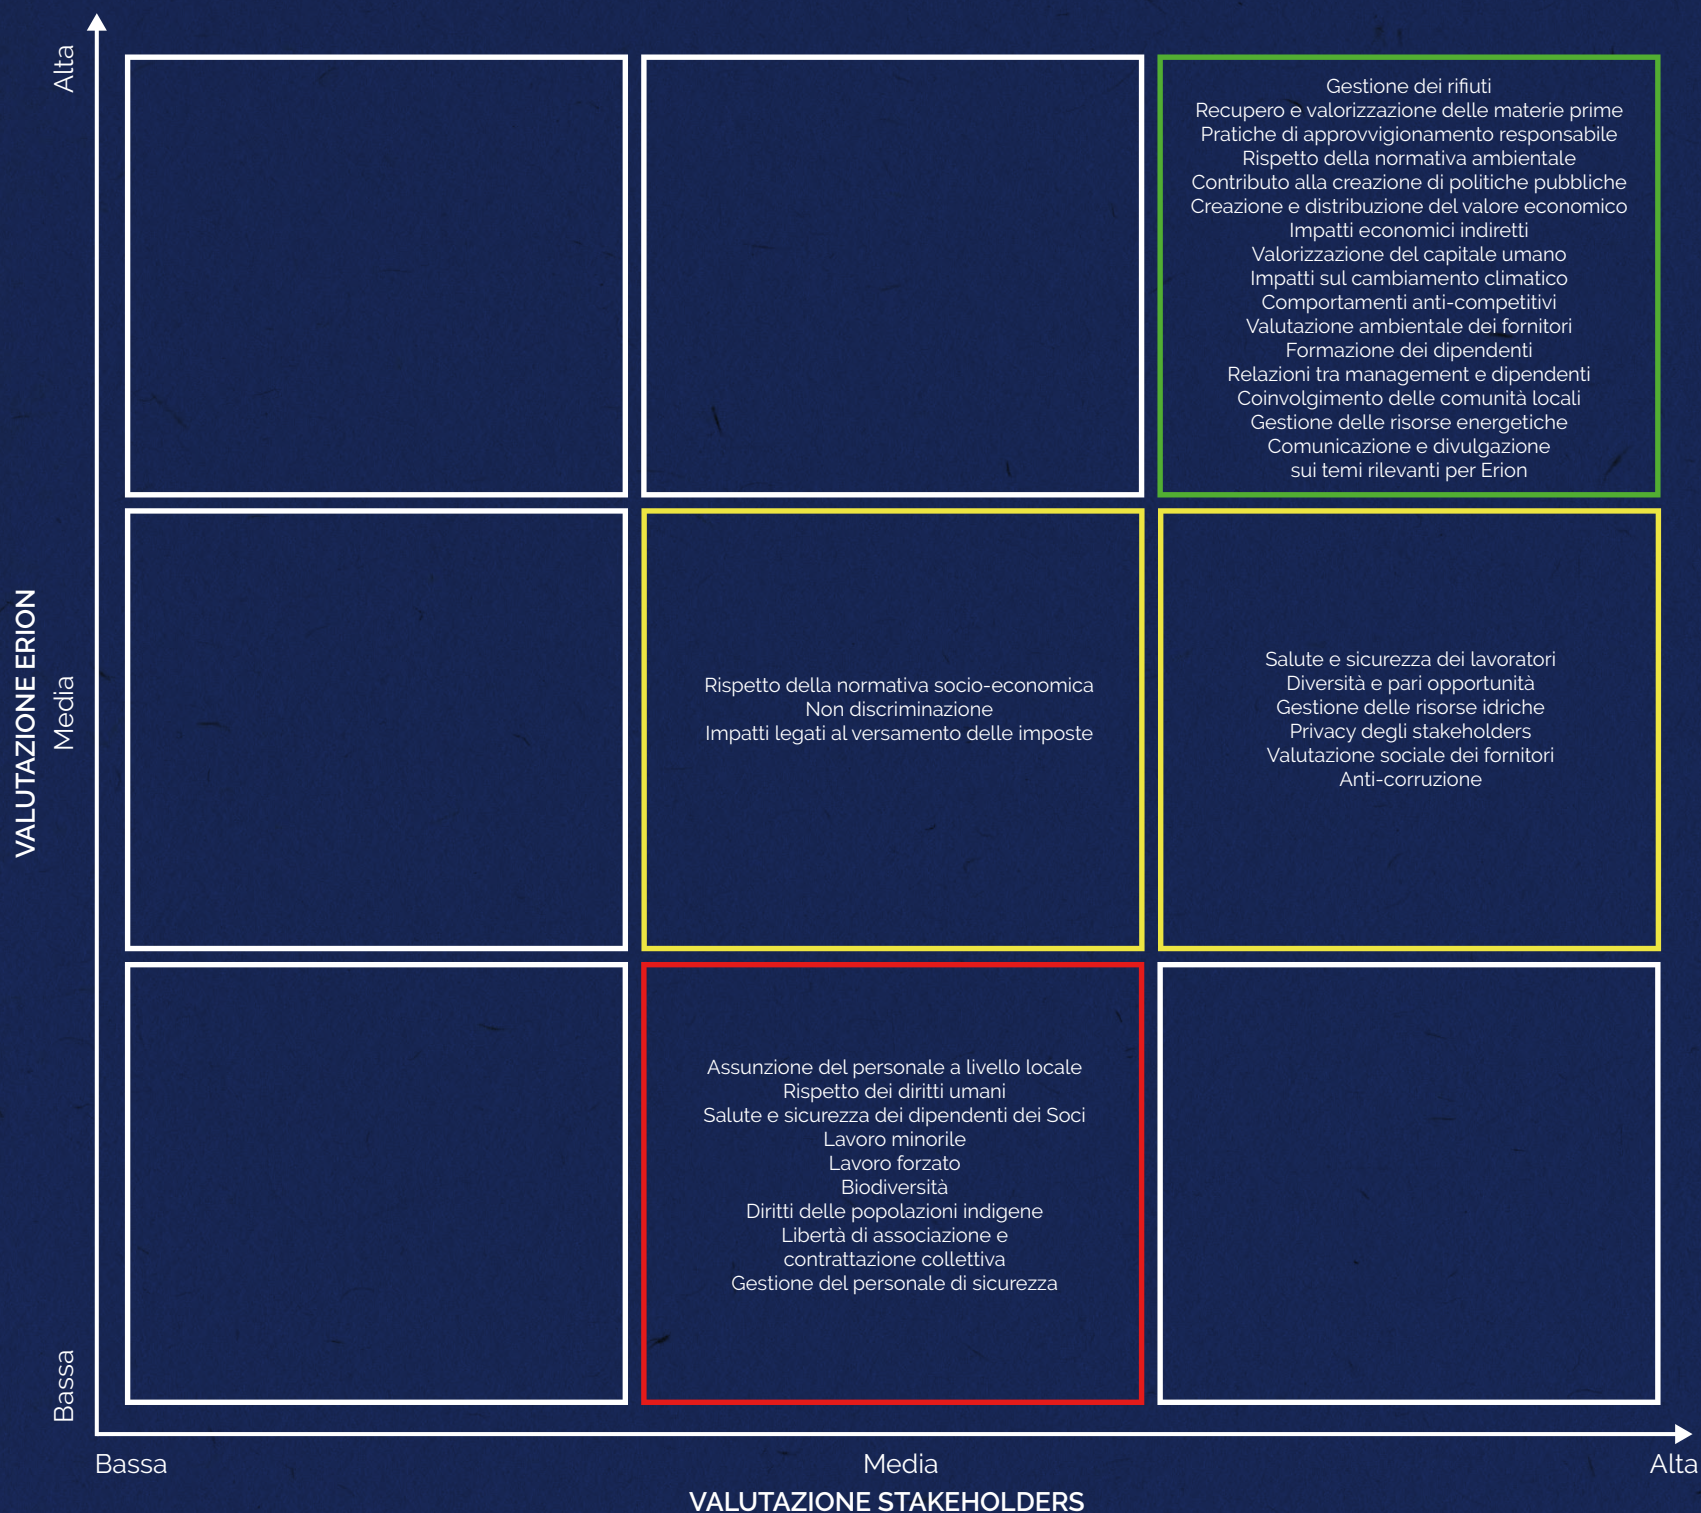 Alta
Gestione dei rifiuti
Recupero e valorizzazione delle materie prime
Pratiche di approvvigionamento responsabile
Rispetto della normativa ambientale
Contributo alla creazione di politiche pubbliche
Creazione e distribuzione del valore economico
Impatti economici indiretti
Valorizzazione del capitale umano
Impatti sul cambiamento climatico
Comportamenti anti-competitivi
Valutazione ambientale dei fornitori
Formazione dei dipendenti
Relazioni tra management e dipendenti
Coinvolgimento delle comunità locali
Gestione delle risorse energetiche
Comunicazione e divulgazione
sui temi rilevanti per Erion
VALUTAZIONE ERION
Media
Rispetto della normativa socio-economica
Non discriminazione
Impatti legati al versamento delle imposte
Salute e sicurezza dei lavoratori
Diversità e pari opportunità
Gestione delle risorse idriche
Privacy degli stakeholders
Valutazione sociale dei fornitori
Anti-corruzione
Assunzione del personale a livello locale
Rispetto dei diritti umani
Salute e sicurezza dei dipendenti dei Soci
Lavoro minorile
Lavoro forzato
Biodiversità
Diritti delle popolazioni indigene
Libertà di associazione e
contrattazione collettiva
Gestione del personale di sicurezza
Bassa
Bassa
Media
Alta
VALUTAZIONE STAKEHOLDERS